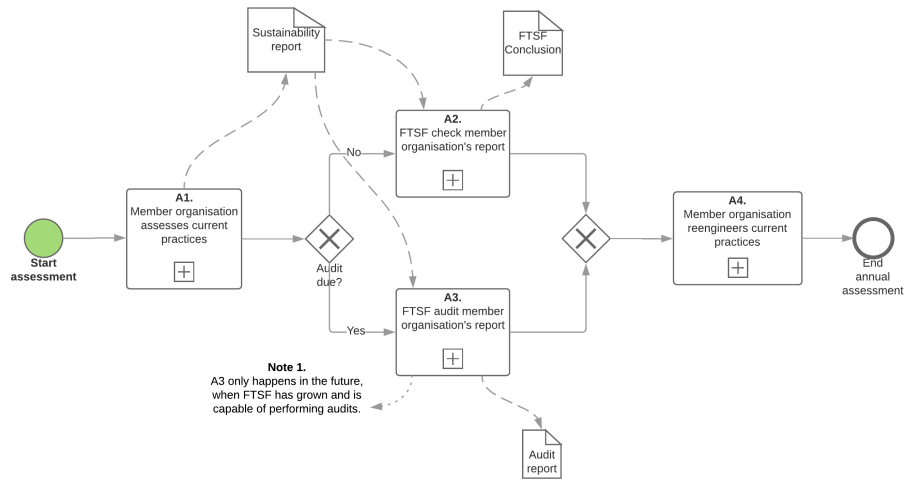 Sustainability
report
FTSF
Conclusion
A2.
FTSF check member
organisation's report
No
A1.
Member organisation
assesses current
practices
A4.
Member organisation
reengineers current
practices
Start
assessment
Audit
due?
End
annual
assessment
A3.
FTSF audit member
organisation's report
Yes
Note 1.
A3 only happens in the future,
when FTSF has grown and is
capable of performing audits.
Audit
report